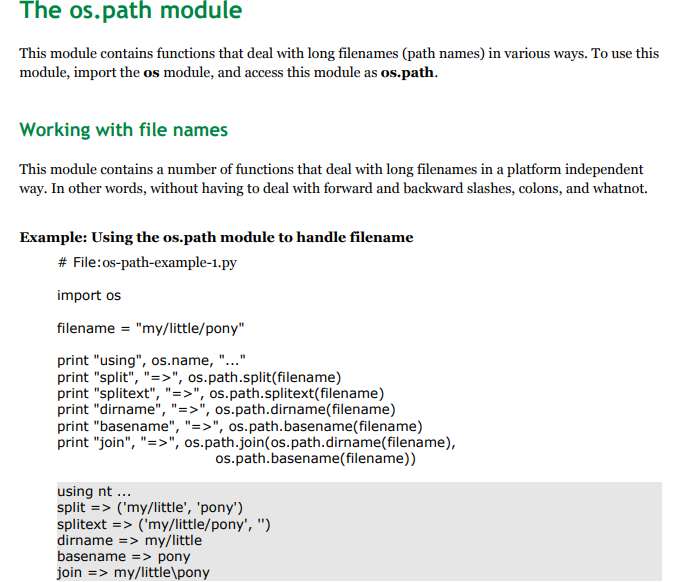 The os.path module
This module contains functions that deal with long filenames (path names) in various ways. To use this
module, import the os module, and access this module as os.path.
Working with file names
This module contains a number of functions that deal with long filenames in a platform independent
way. In other words, without having to deal with forward and backward slashes, colons, and whatnot.
Example: Using the os.path module to handle filename
# File:os-path-example-1.py
import os
filename = "my/little/pony"
print "using", os.name, "..."
print "split", "=>", os.path.split(filename)
print "splitext", "=>", os.path.splitext(filename)
print "dirname", "=>", os.path.dirname(filename)
print "basename", "=>", os.path.basename(filename)
print "join", "=>", os.path.join(os.path.dirname(filename),
os.path.basename(filename))
using nt ...
split => ('my/little', 'pony')
splitext => ('my/little/pony', '')
dirname => my/little
basename => pony
join => my/little\pony